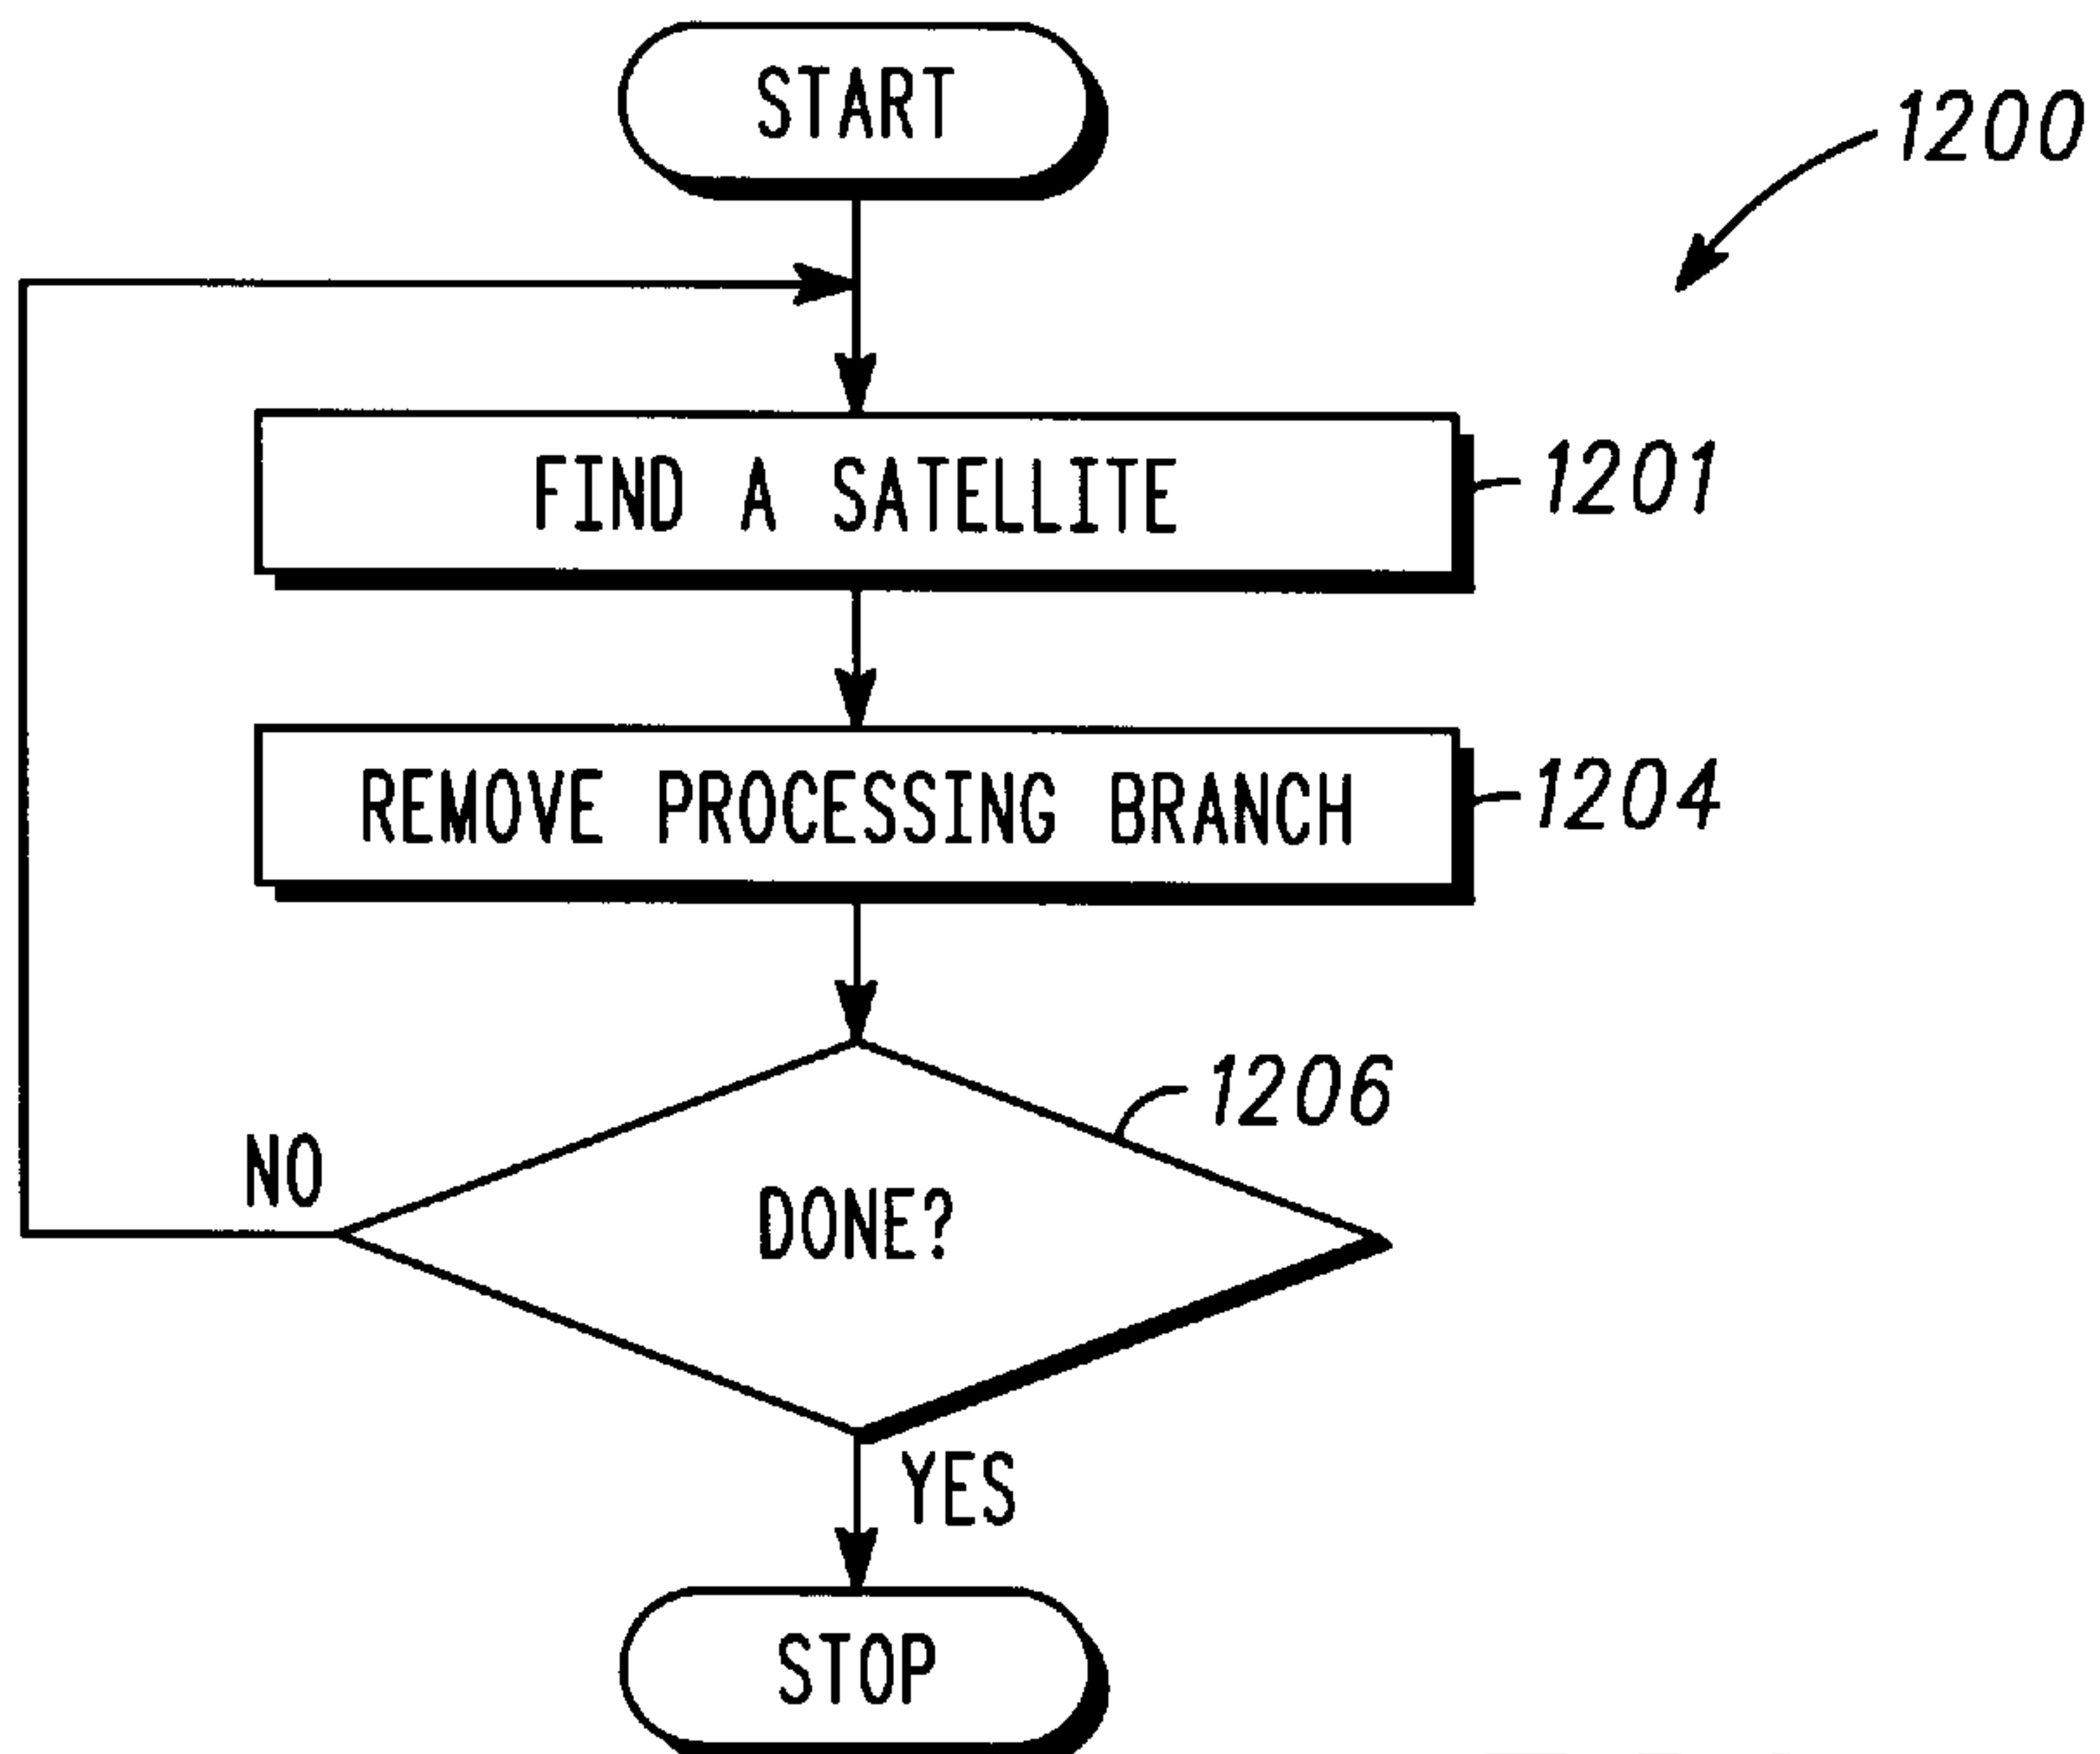 START
1200
FIND A SATELLITE
1201
REMOVE PROCESSING BRANCH
1204
1206
NO
DONE?
YES
STOP